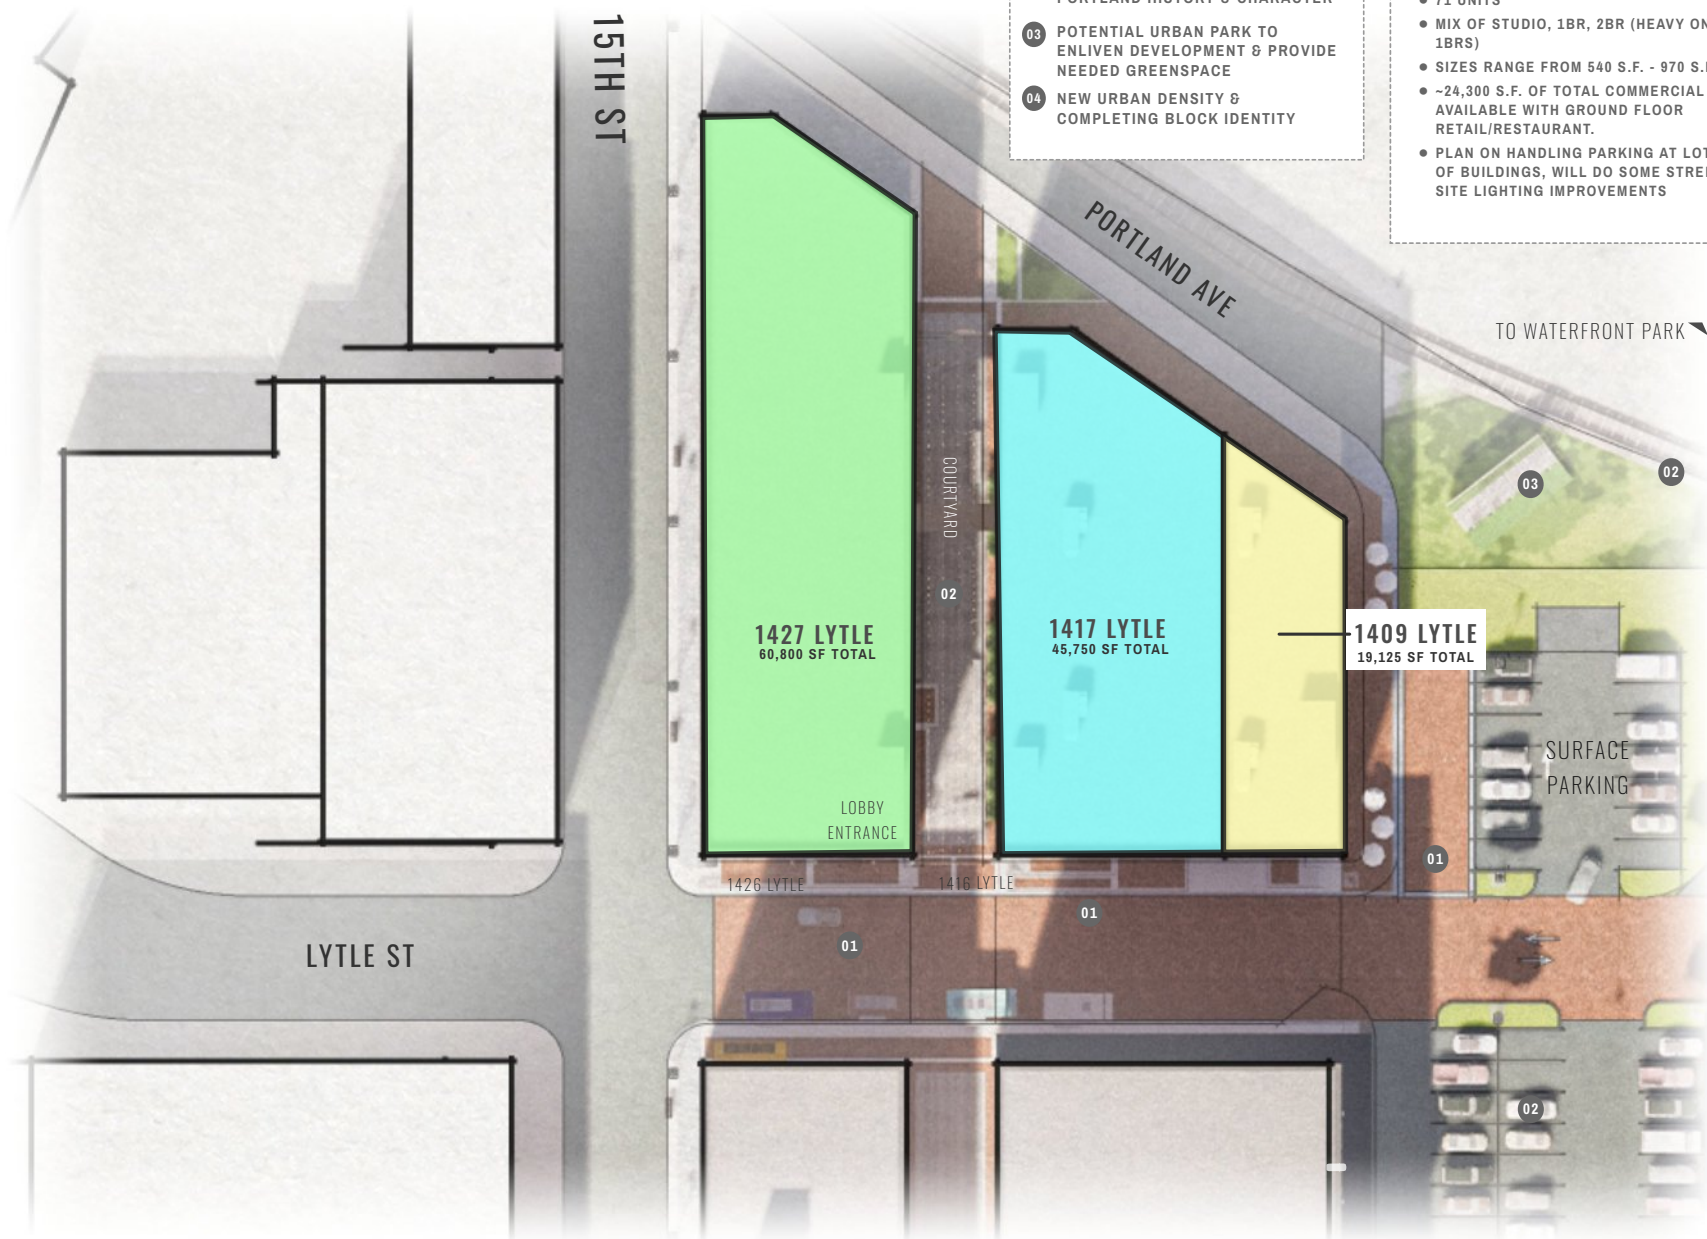 03 POTENTIAL URBAN PARK TO
ENLIVEN DEVELOPMENT & PROVIDE
NEEDED GREENSPACE
04 NEW URBAN DENSITY &
COMPLETING BLOCK IDENTITY
71 UNITS
MIX OF STUDIO, 1BR, 2BR (HEAVY ON
1BRS)
SIZES RANGE FROM 540 S.F. - 970 S.
~24,300 S.F. OF TOTAL COMMERCIAL
AVAILABLE WITH GROUND FLOOR
RETAIL/RESTAURANT.
PLAN ON HANDLING PARKING AT LOT
OF BUILDINGS, WILL DO SOME
SITE LIGHTING IMPROVEMENTS
15TH ST
PORTLAND AVE
TO WATERFRONT PARK
03
02
COURTYARD
02
1427 LYTLE
60,800 SF TOTAL
1417 LYTLE
45,750 SF TOTAL
1409 LYTLE
19,125 SF TOTAL
SURFACE
PARKING
LOBBY
ENTRANCE
01
1426 LYTLE
1416 LYTLE
01
01
LYTLE ST
02